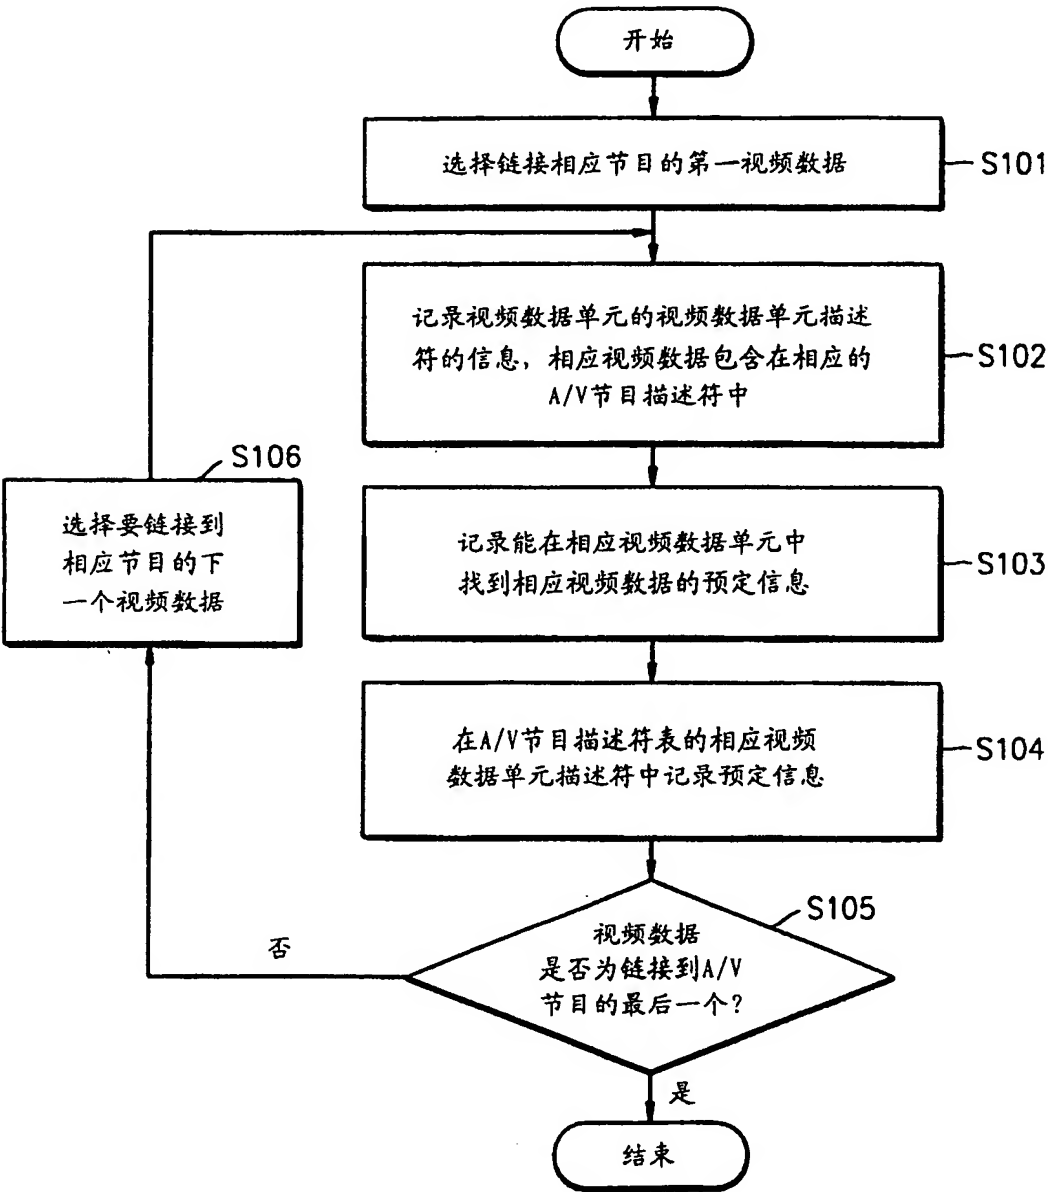 开始
选择链接相应节目的第一视频数据
S101
记录视频数据单元的视频数据单元描述
符的信息，相应视频数据包含在相应的
A/V节目描述符中
S102
S106
选择要链接到
相应节目的下
一个视频数据
记录能在相应视频数据单元中
找到相应视频数据的预定信息
S103
在A/V节目描述符表的相应视频
数据单元描述符中记录预定信息
S104
S105
视频数据
是否为链接到A/V
节目的最后一个？
否
是
结束